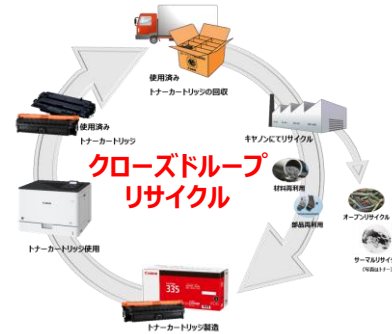 使用済み
トナーカートリッジの回収
使用済み
トナーカートリッジ
キヤノンにてリサイクル
クローズドループ
リサイクル
材料再利用
部品再利用
オープンリサイクル
サーマルリサイ
トナーカートリッジ使用
Canon
335
トナーカートリッジ製造